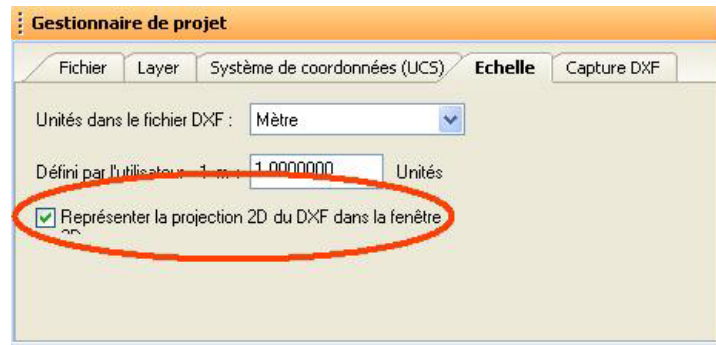 Gestionnaire de projet
Fichier Layer Système de coordonnées (UCS) Echelle Capture DXF
Unités dans le fichier DXF : Mètre
Défini par l'utilisateur 1 m : 1.0000000 Unités
Représenter la projection 2D du DXF dans la fenêtre